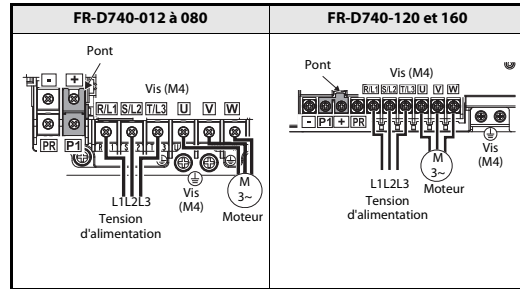 FR-D740-012 à 080
FR-D740-120 et 160
Pont
- +
Vis (M4)
R/L1 S/L2 T/L3 U V W
PR P1
L1L2L3
Tension
d'alimentation
Vis
(M4)
M
3~
Moteur
Pont
Vis (M4)
R/L1 S/L2 T/L3 U V W
- P1 + PR
L1L2L3
Tension
d'alimentation
M
3~
Moteur
Vis
(M4)